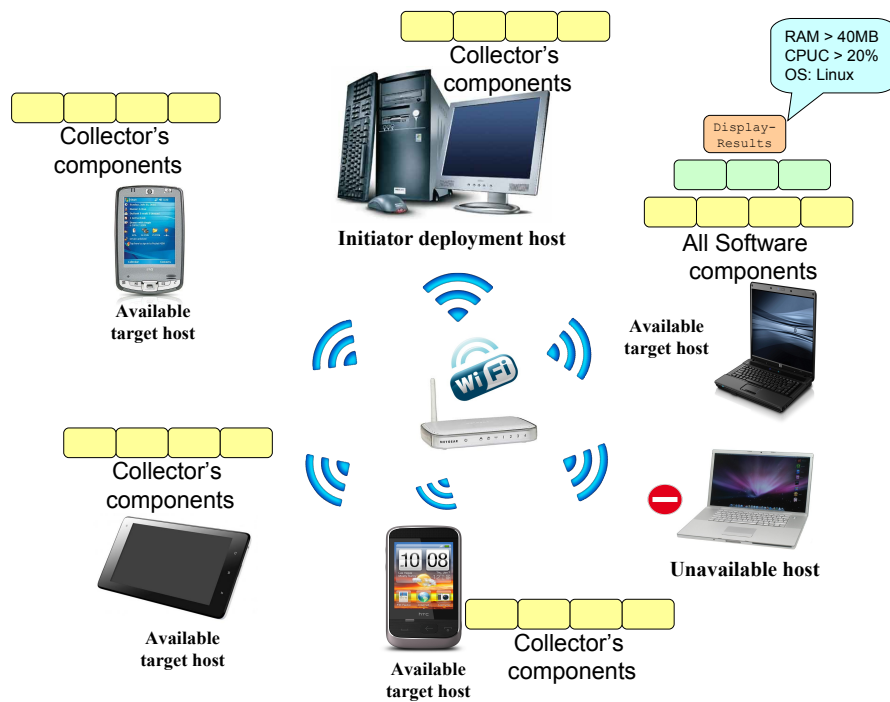 Collector's
components
RAM > 40MB
CPUC > 20%
OS: Linux
Display-
Results
Collector's
components
Initiator deployment host
All Software
components
Available
target host
Available
target host
WiFi
NETGEAR
Collector's
components
Unavailable host
Available
target host
10 08
hTC
Collector's
components
Available
target host